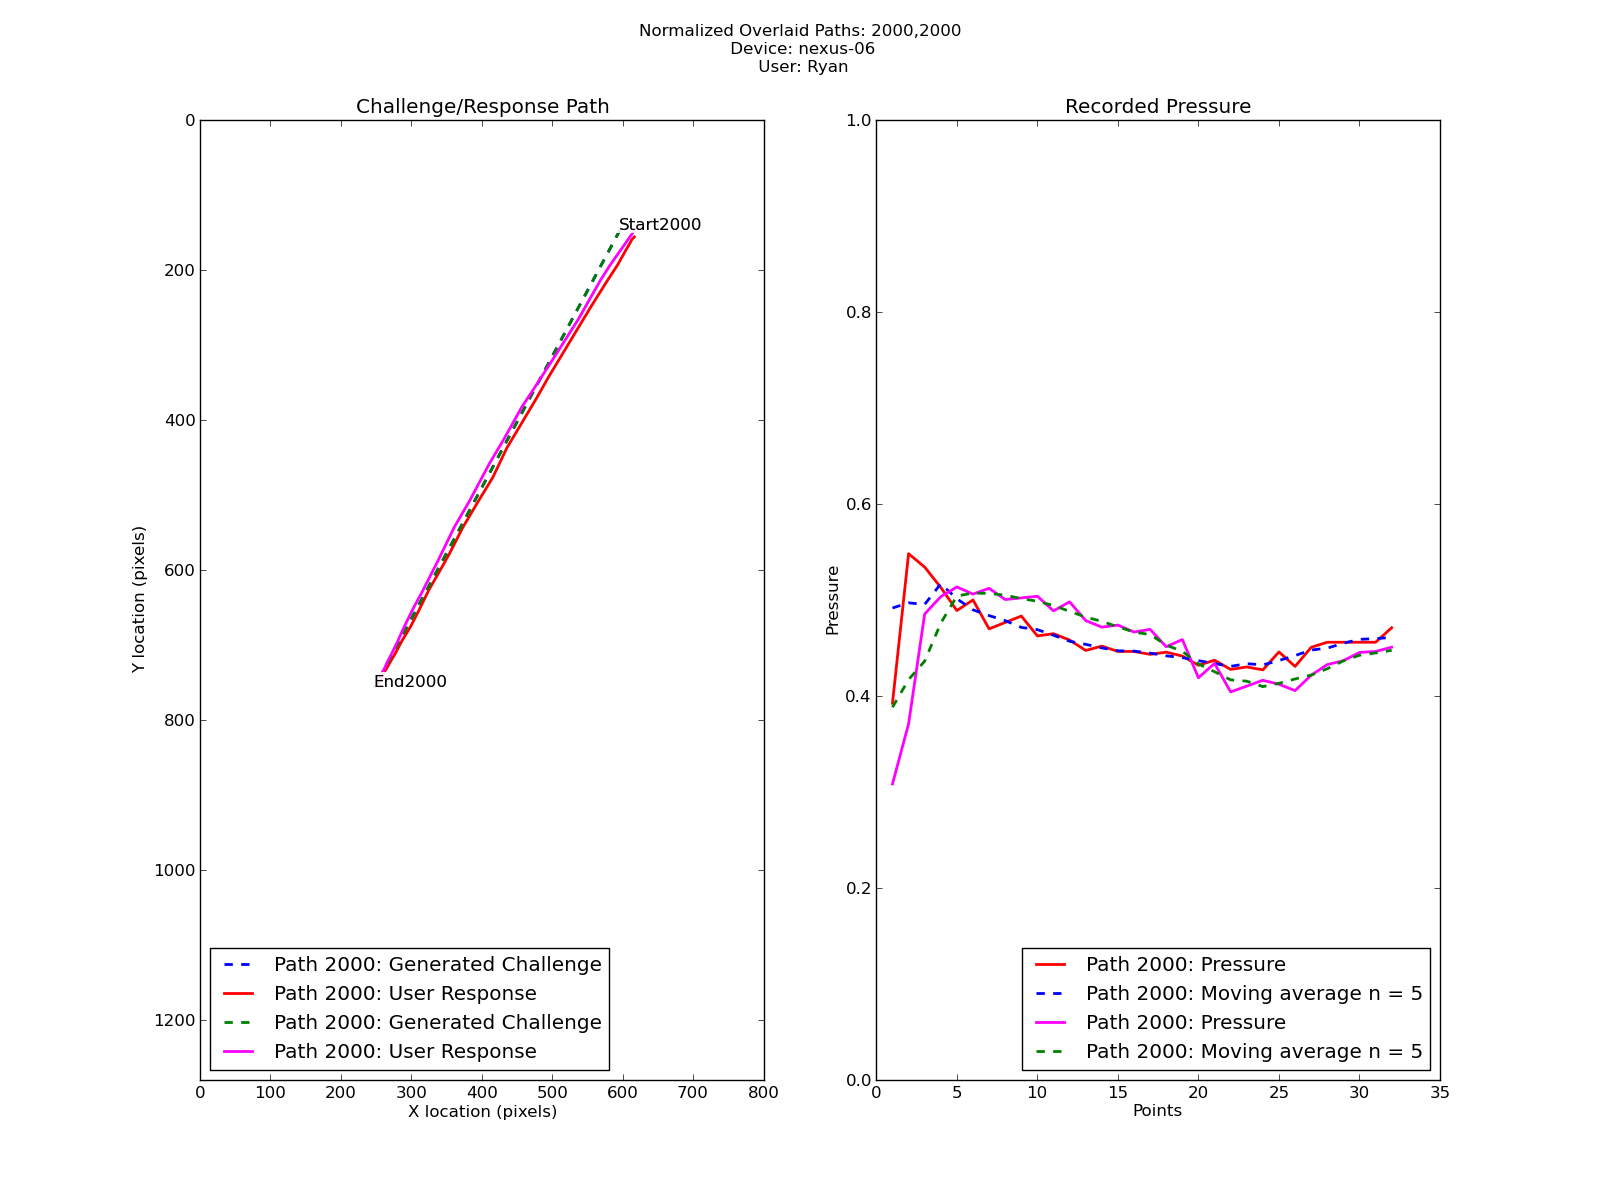 Normalized Overlaid Paths: 2000,2000
Device: nexus-06
User: Ryan
Challenge/Response Path
0
200
400
600
800
1000
1200
Y location (pixels)
Start2000
End2000
Path 2000: Generated Challenge
Path 2000: User Response
Path 2000: Generated Challenge
Path 2000: User Response
0 100 200 300 400 500 600 700 800
X location (pixels)
Recorded Pressure
1.0
0.8
0.6
0.4
0.2
0.0
Pressure
Path 2000: Pressure
Path 2000: Moving average n = 5
Path 2000: Pressure
Path 2000: Moving average n = 5
0 5 10 15 20 25 30 35
Points